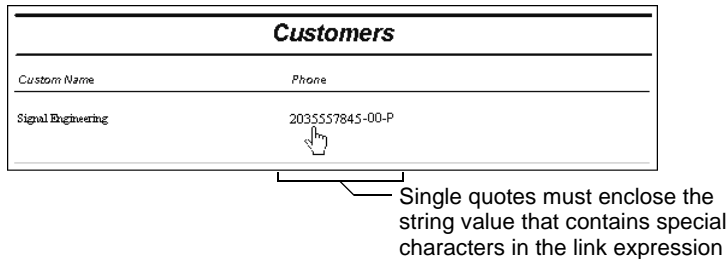 Customers
Custom Name Phone
Signal Engineering 2035557845-00-P
Single quotes must enclose the
string value that contains special
characters in the link expression